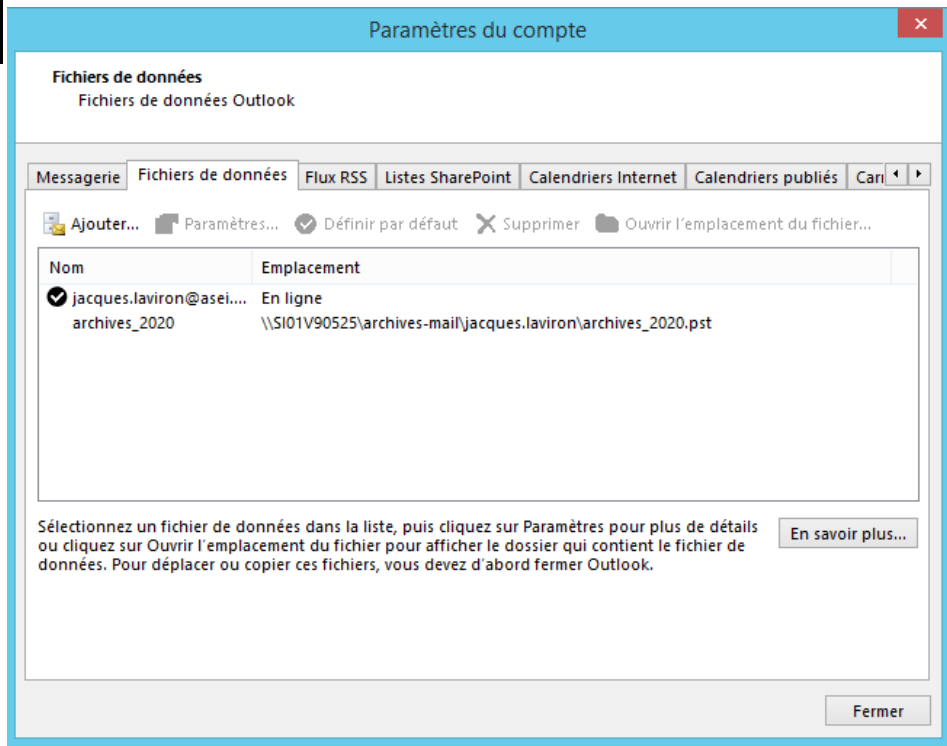 Paramètres du compte
Fichiers de données
Fichiers de données Outlook
Messagerie Fichiers de données Flux RSS Listes SharePoint Calendriers Internet Calendriers publiés
Ajouter... Paramètres... Définir par défaut Supprimer Ouvrir l'emplacement du fichier...
Nom Emplacement
jacques.laviron@asei.... En ligne
archives_2020 \\SI01V90525\archives-mail\jacques.laviron\archives_2020.pst
Sélectionnez un fichier de données dans la liste, puis cliquez sur Paramètres pour plus de détails
ou cliquez sur Ouvrir l'emplacement du fichier pour afficher le dossier qui contient le fichier de
données. Pour déplacer ou copier ces fichiers, vous devez d'abord fermer Outlook.
En savoir plus...
Fermer